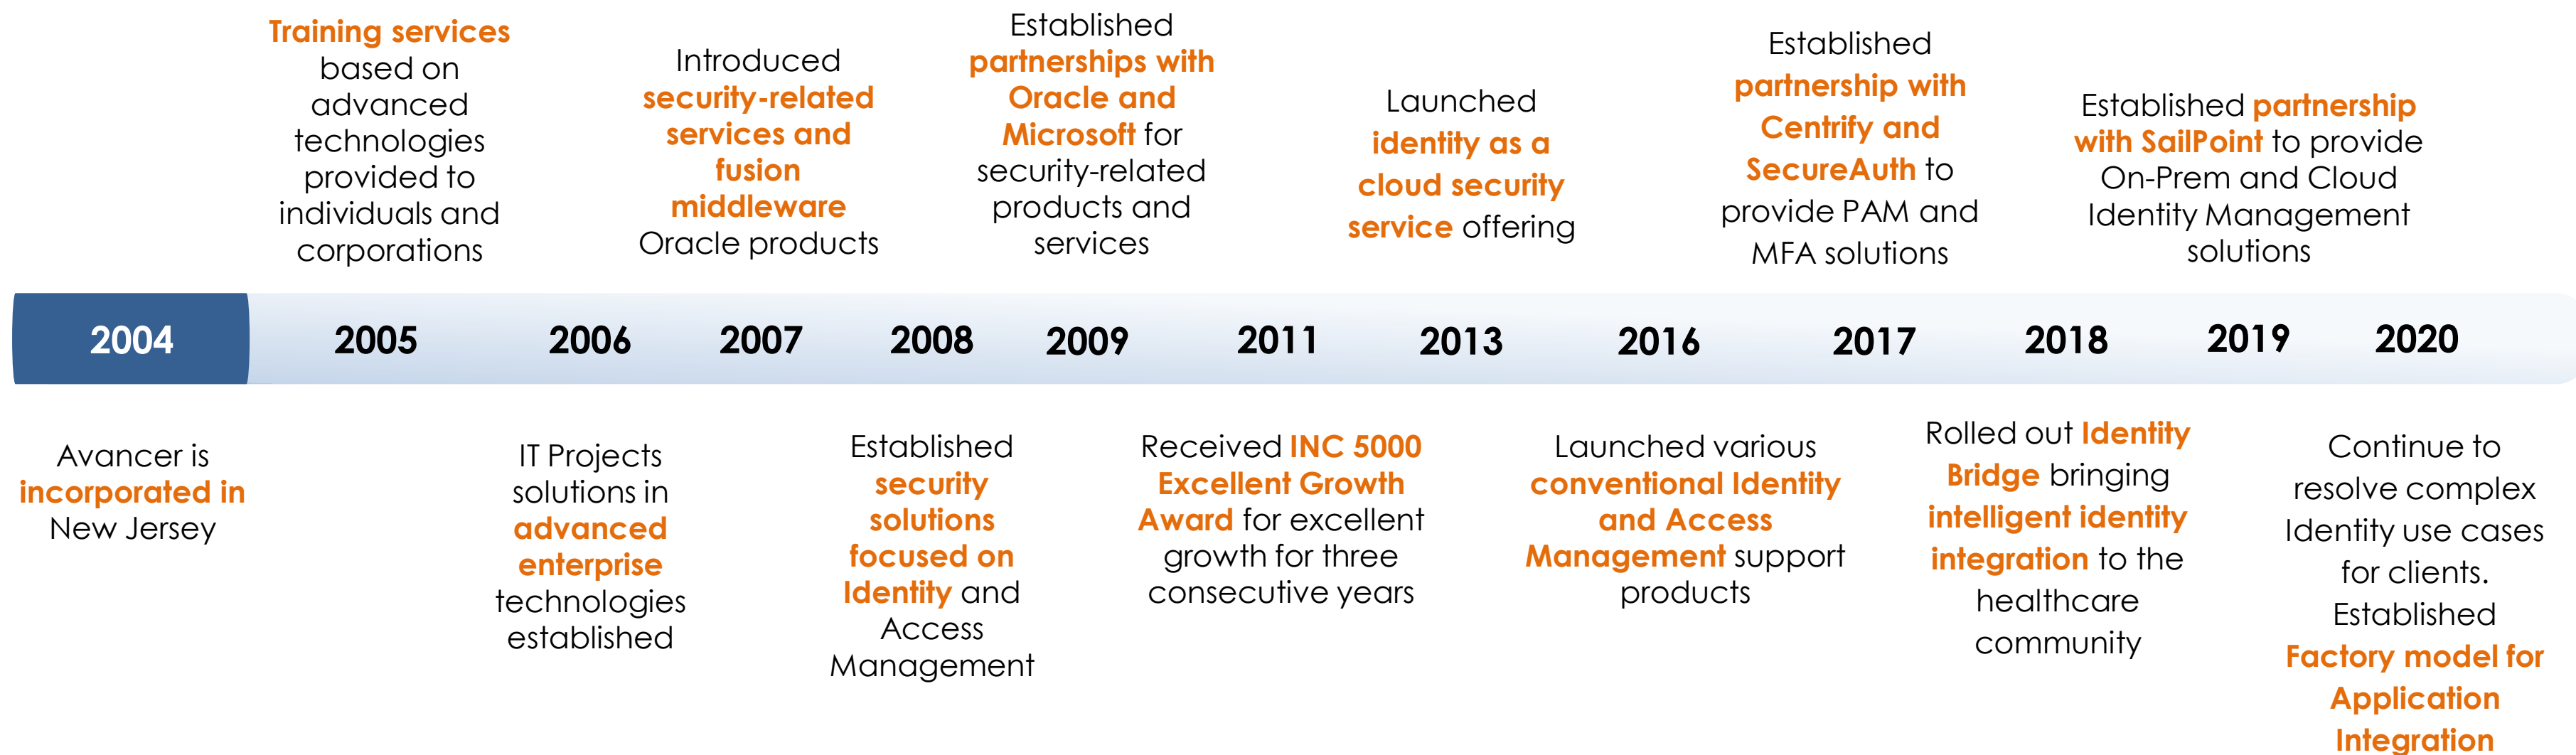 Training services
based on
advanced
technologies
provided to
individuals and
corporations
Introduced
security-related
services and
fusion
middleware
Oracle products
Established
partnerships with
Oracle and
Microsoft for
security-related
products and
services
Launched
identity as a
cloud security
service offering
Established
partnership with
Centrify and
SecureAuth to
provide PAM and
MFA solutions
Established partnership
with SailPoint to provide
On-Prem and Cloud
Identity Management
solutions
2004 2005 2006 2007 2008 2009 2011 2013 2016 2017 2018 2019 2020
Avancer is
incorporated in
New Jersey
IT Projects
solutions in
advanced
enterprise
technologies
established
Established
security
solutions
focused on
Identity and
Access
Management
Received INC 5000
Excellent Growth
Award for excellent
growth for three
consecutive years
Launched various
conventional Identity
and Access
Management support
products
Rolled out Identity
Bridge bringing
intelligent identity
integration to the
healthcare
community
Continue to
resolve complex
Identity use cases
for clients.
Established
Factory model for
Application
Integration